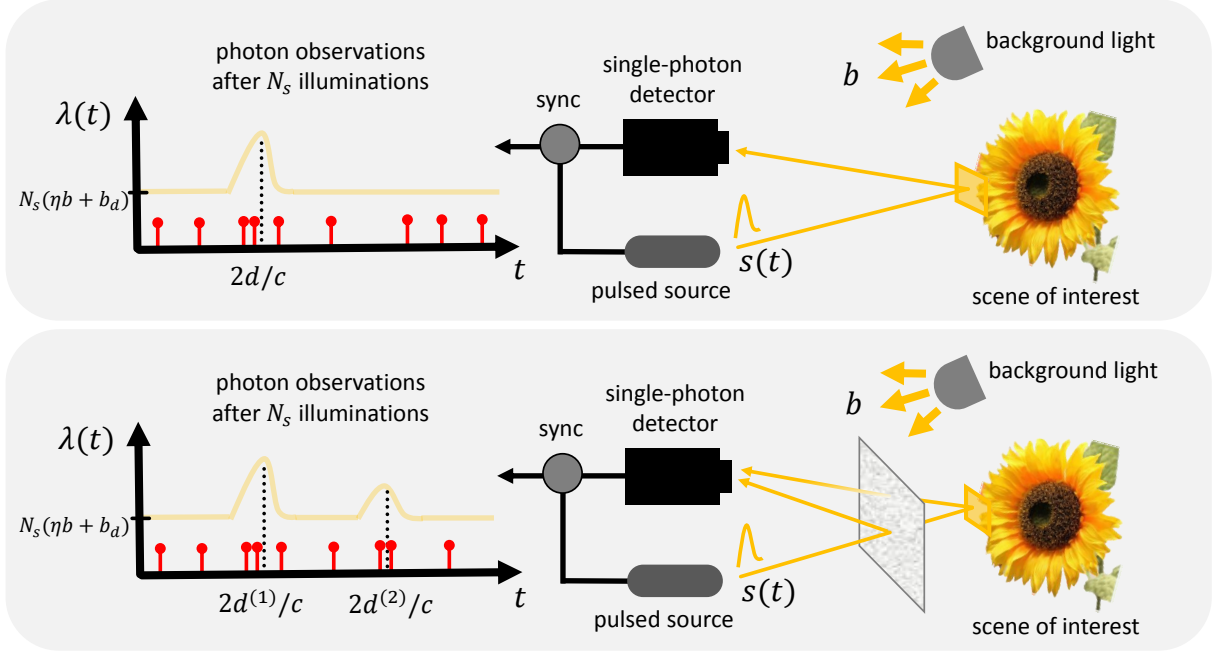 photon observations
after N_s illuminations
λ(t)
N_s(ηb + b_d)
2d/c
t
sync
single-photon
detector
pulsed source
s(t)
b
background light
scene of interest
photon observations
after N_s illuminations
λ(t)
N_s(ηb + b_d)
2d^(1)/c
2d^(2)/c
t
sync
single-photon
detector
pulsed source
s(t)
b
background light
scene of interest